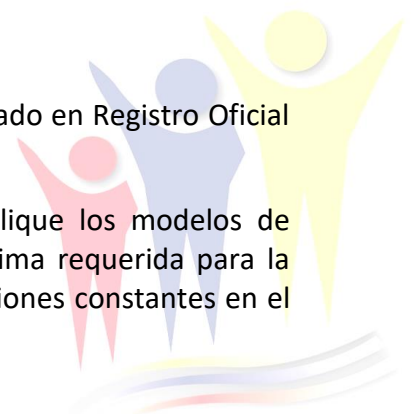 ado en Registro Oficial
lique los modelos de
ima requerida para la
iones constantes en el